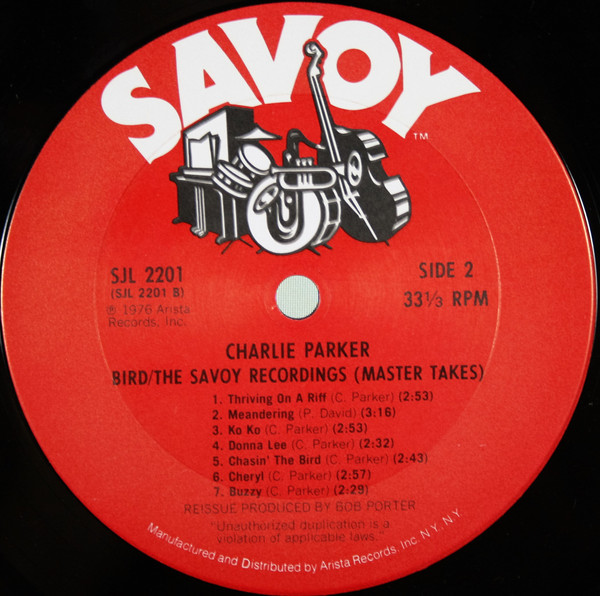 SAVOY
TM
SJL 2201
(SJL 2201 B)
℗ 1976 Arista
Records, Inc.
SIDE 2
33⅓ RPM
CHARLIE PARKER
BIRD/THE SAVOY RECORDINGS (MASTER TAKES)
1. Thriving On A Riff (C. Parker) (2:53)
2. Meandering (P. David) (3:16)
3. Ko Ko (C. Parker) (2:53)
4. Donna Lee (C. Parker) (2:32)
5. Chasin' The Bird (C. Parker) (2:43)
6. Cheryl (C. Parker) (2:57)
7. Buzzy (C. Parker) (2:29)
REISSUE PRODUCED BY BOB PORTER
"Unauthorized duplication is a
violation of applicable laws."
Manufactured and Distributed by Arista Records, Inc. N.Y., N.Y.